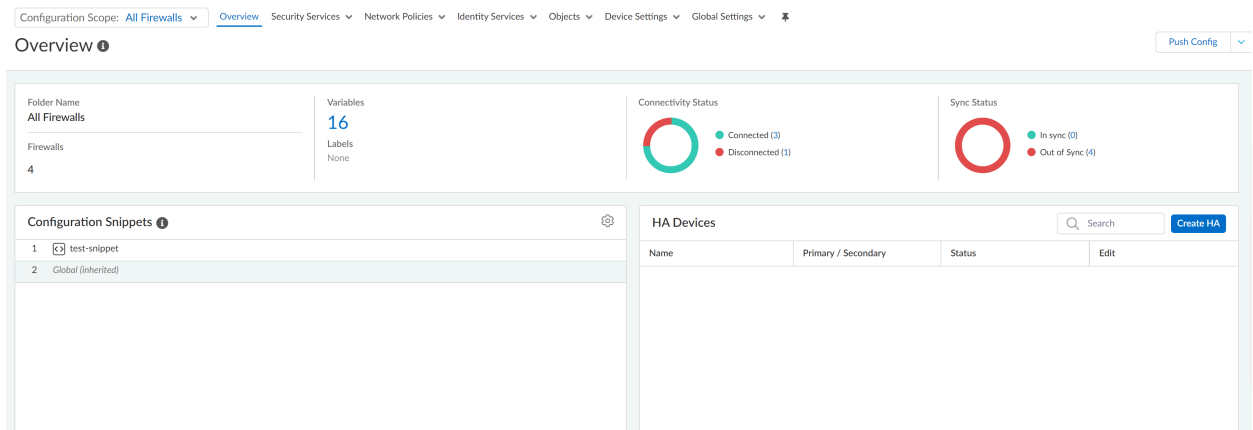 Configuration Scope: All Firewalls Overview Security Services Network Policies Identity Services Objects Device Settings Global Settings
Overview
Push Config
Folder Name
All Firewalls
Firewalls
4
Variables
16
Labels
None
Connectivity Status
Connected (3)
Disconnected (1)
Sync Status
In sync (0)
Out of Sync (4)
Configuration Snippets
1 test-snippet
2 Global (inherited)
HA Devices
Search
Create HA
Name Primary / Secondary Status Edit